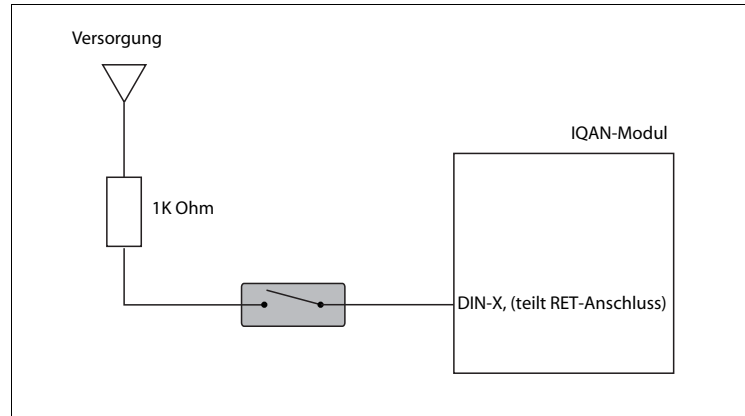 Versorgung
IQAN-Modul
1K Ohm
DIN-X, (teilt RET-Anschluss)